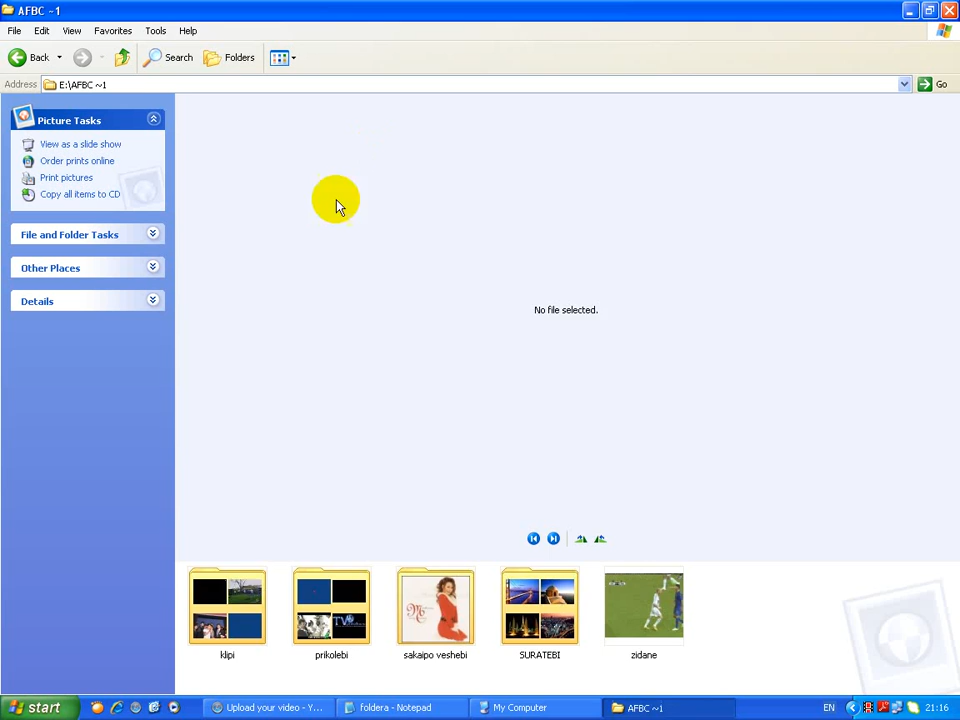 AFBC ~1
File Edit View Favorites Tools Help
Back Search Folders
Address E:\AFBC ~1 Go
Picture Tasks
View as a slide show
Order prints online
Print pictures
Copy all items to CD
File and Folder Tasks
Other Places
Details
No file selected.
klipi prikolebi sakaipo veshebi SURATEBI zidane
start Upload your video - Y... foldera - Notepad My Computer AFBC ~1 EN 21:16